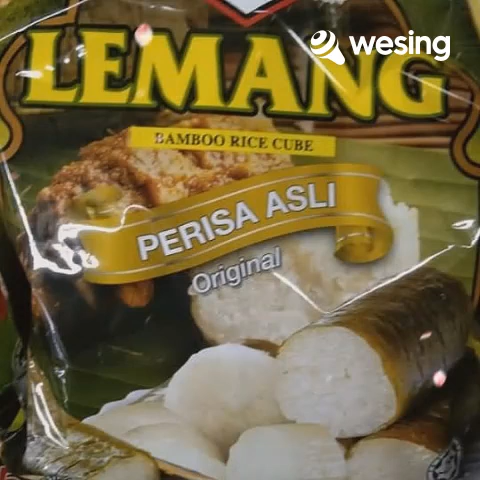 wesing
LEMANG
BAMBOO RICE CUBE
PERISA ASLI
Original